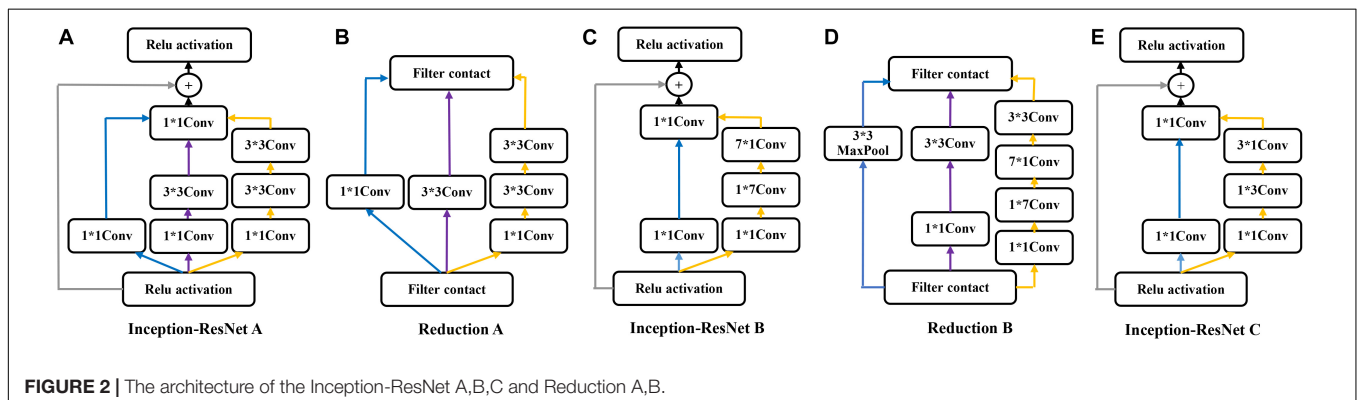 A
Relu activation
+
1*1Conv
3*3Conv
3*3Conv
3*3Conv
1*1Conv
1*1Conv
1*1Conv
Relu activation
Inception-ResNet A
B
Filter contact
3*3Conv
1*1Conv
3*3Conv
3*3Conv
1*1Conv
Filter contact
Reduction A
C
Relu activation
+
1*1Conv
7*1Conv
1*7Conv
1*1Conv
1*1Conv
Relu activation
Inception-ResNet B
D
Filter contact
3*3Conv
3*3
MaxPool
3*3Conv
7*1Conv
1*7Conv
1*1Conv
1*1Conv
Filter contact
Reduction B
E
Relu activation
+
1*1Conv
3*1Conv
1*3Conv
1*1Conv
1*1Conv
Relu activation
Inception-ResNet C
FIGURE 2 | The architecture of the Inception-ResNet A,B,C and Reduction A,B.